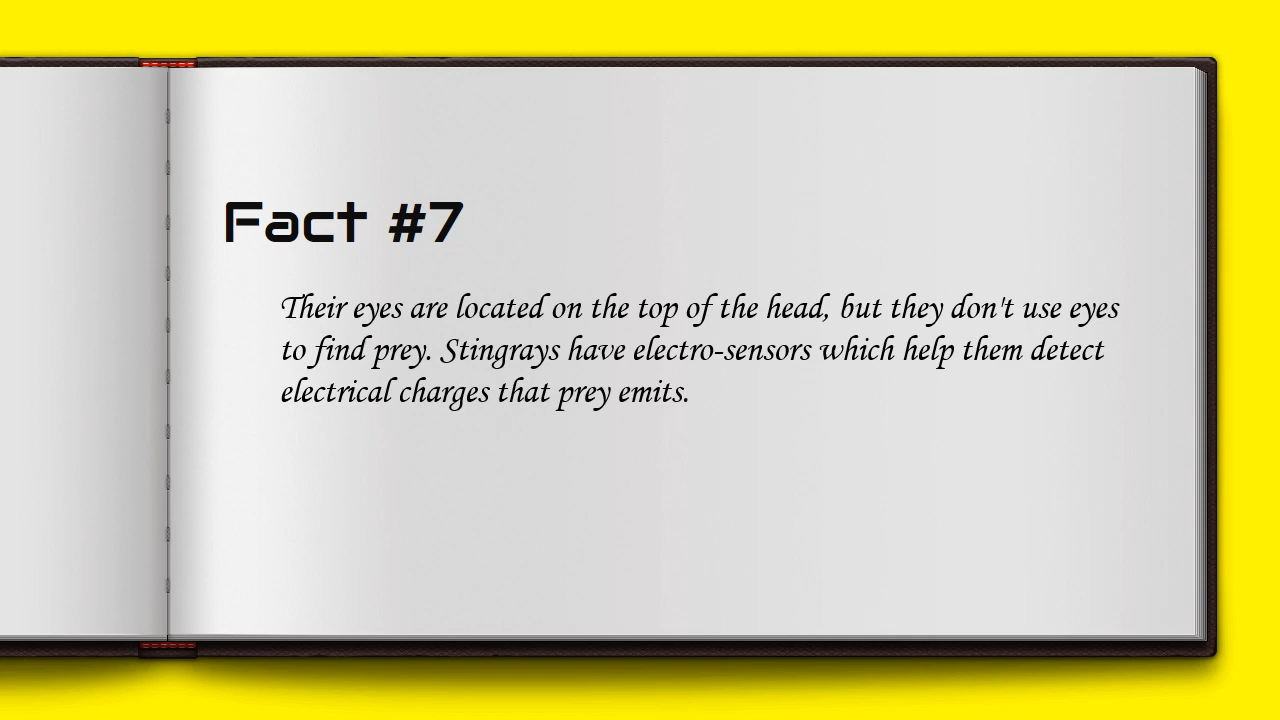 Fact #7
Their eyes are located on the top of the head, but they don't use eyes
to find prey. Stingrays have electro-sensors which help them detect
electrical charges that prey emits.